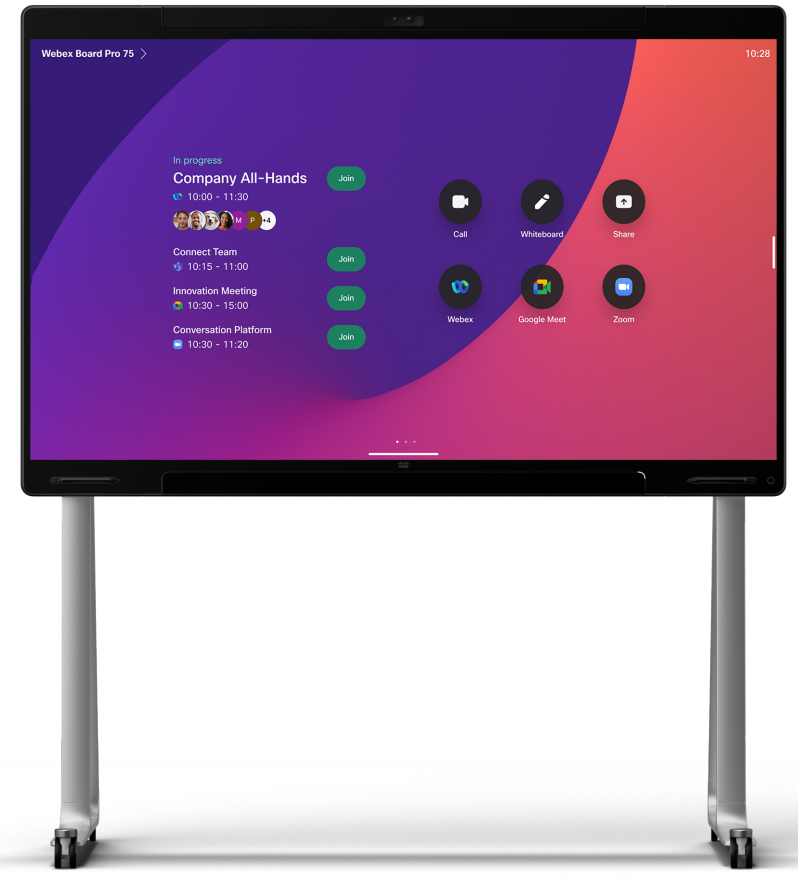 Webex Board Pro 75
10:28
In progress
Company All-Hands
Join
10:00 - 11:30
M
P
+4
Connect Team
Join
10:15 - 11:00
Innovation Meeting
Join
10:30 - 15:00
Conversation Platform
Join
10:30 - 11:20
Call
Whiteboard
Share
Webex
Google Meet
Zoom